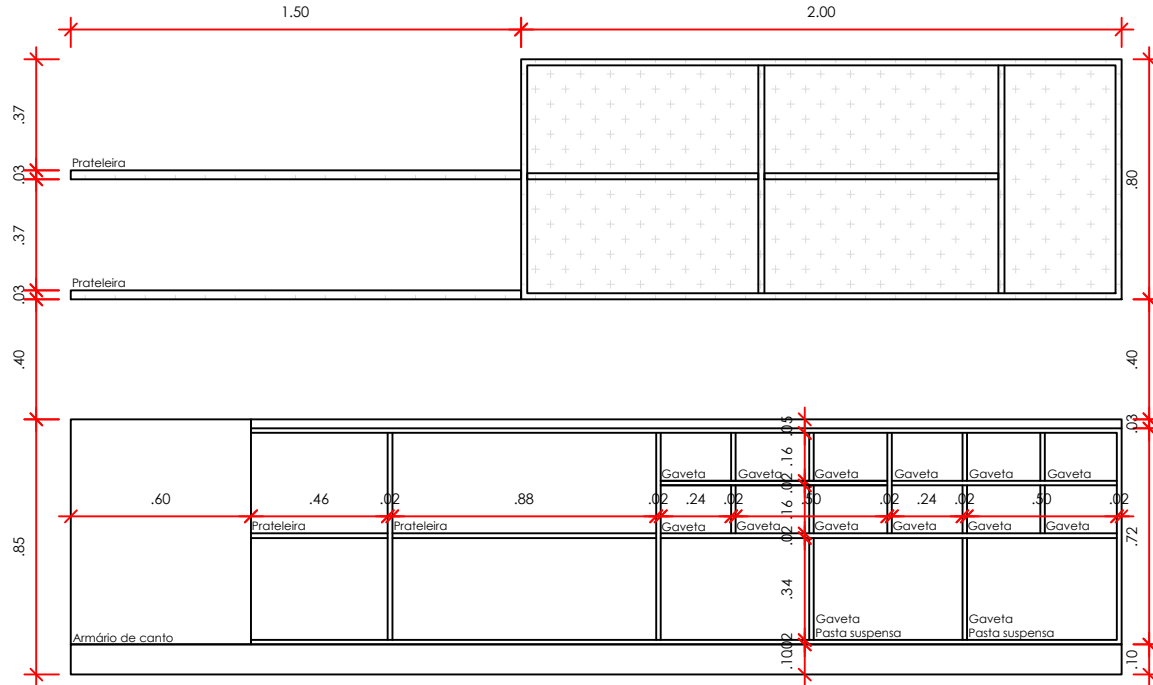 1.50
2.00
.37
Prateleira
.03
.80
.37
Prateleira
.03
.40
.40
.05
.03
.16
Gaveta
Gaveta
Gaveta
Gaveta
Gaveta
Gaveta
.02
.60
.46
.02
.88
.02
.24
.02
.50
.02
.24
.02
.50
.02
.16
Prateleira
Prateleira
Gaveta
Gaveta
Gaveta
Gaveta
Gaveta
Gaveta
.02
.72
.85
.34
Gaveta
Pasta suspensa
Gaveta
Pasta suspensa
Armário de canto
.02
.10
.10